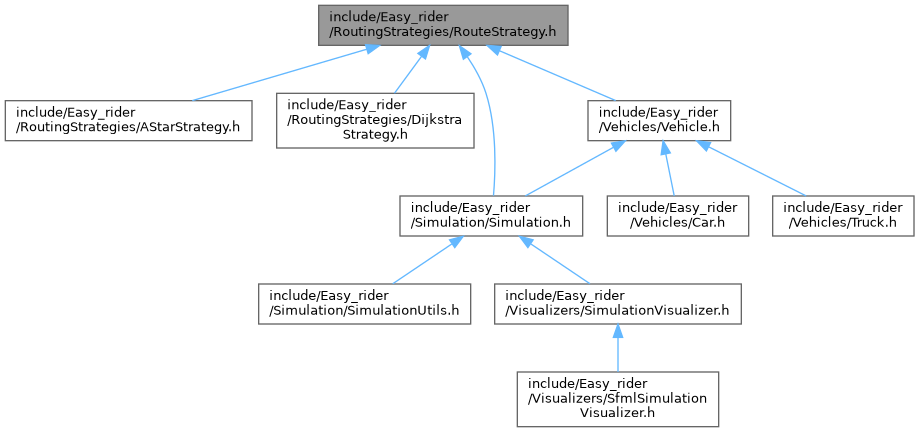 include/Easy_rider
/RoutingStrategies/RouteStrategy.h
include/Easy_rider
/RoutingStrategies/AStarStrategy.h
include/Easy_rider
/RoutingStrategies/Dijkstra
Strategy.h
include/Easy_rider
/Vehicles/Vehicle.h
include/Easy_rider
/Simulation/Simulation.h
include/Easy_rider
/Vehicles/Car.h
include/Easy_rider
/Vehicles/Truck.h
include/Easy_rider
/Simulation/SimulationUtils.h
include/Easy_rider
/Visualizers/SimulationVisualizer.h
include/Easy_rider
/Visualizers/SfmlSimulation
Visualizer.h